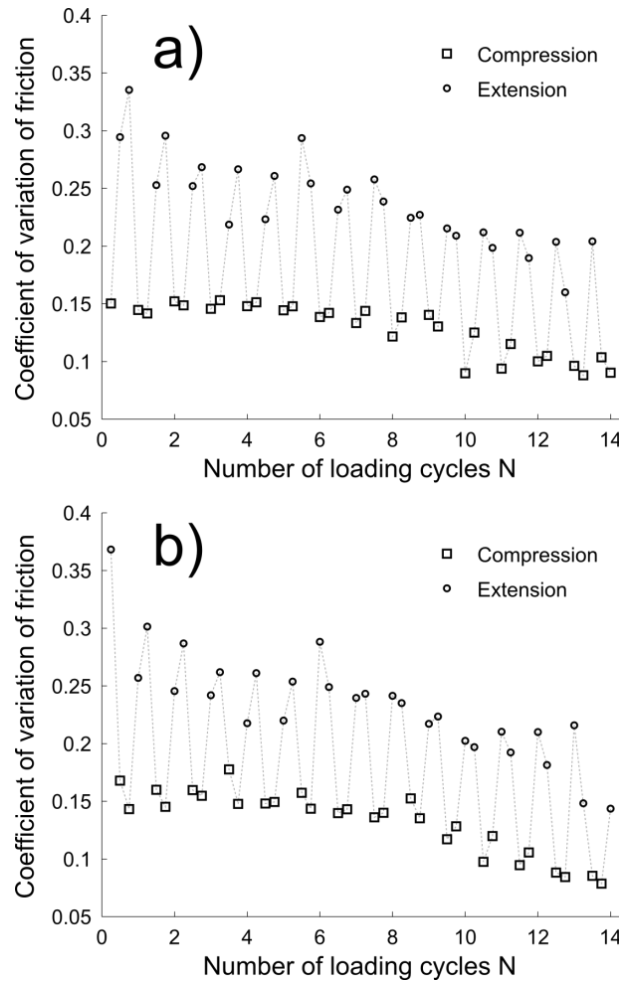 a)
Compression
Extension
Coefficient of variation of friction
0.4
0.35
0.3
0.25
0.2
0.15
0.1
0.05
0 2 4 6 8 10 12 14
Number of loading cycles N
b)
Compression
Extension
Coefficient of variation of friction
0.4
0.35
0.3
0.25
0.2
0.15
0.1
0.05
0 2 4 6 8 10 12 14
Number of loading cycles N